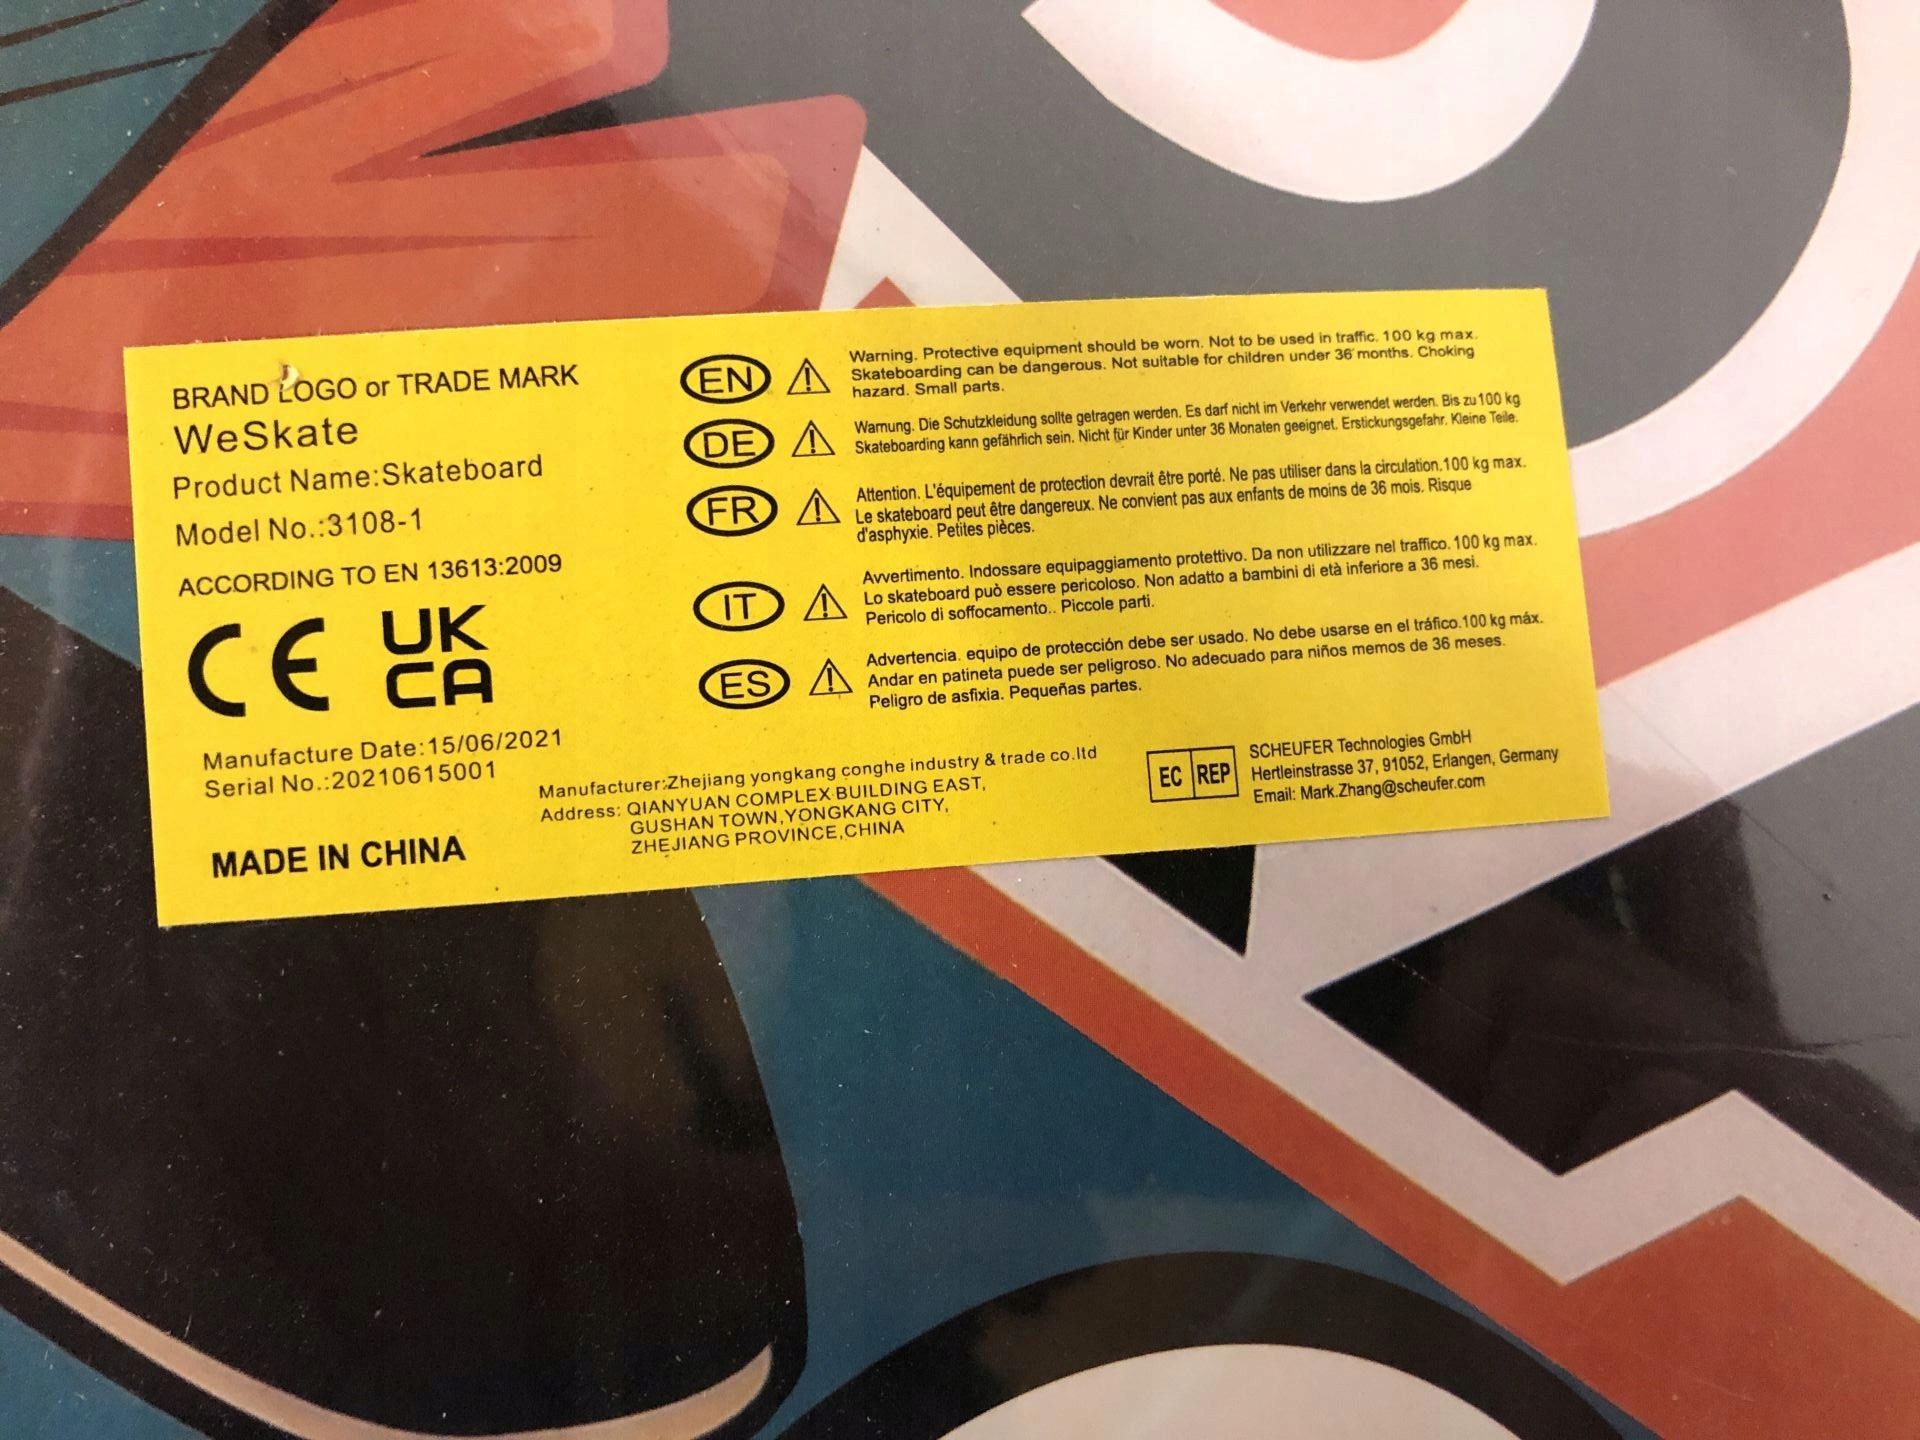 BRAND LOGO or TRADE MARK
WeSkate
Product Name:Skateboard
Model No.:3108-1
ACCORDING TO EN 13613:2009
CE UK
CA
Manufacture Date:15/06/2021
Serial No.:20210615001
MADE IN CHINA
EN Warning. Protective equipment should be worn. Not to be used in traffic. 100 kg max.
Skateboarding can be dangerous. Not suitable for children under 36 months. Choking
hazard. Small parts.
DE Warnung. Die Schutzkleidung sollte getragen werden. Es darf nicht im Verkehr verwendet werden. Bis zu100 kg
Skateboarding kann gefährlich sein. Nicht für Kinder unter 36 Monaten geeignet. Erstickungsgefahr. Kleine Teile.
FR Attention. L'équipement de protection devrait être porté. Ne pas utiliser dans la circulation.100 kg max.
Le skateboard peut être dangereux. Ne convient pas aux enfants de moins de 36 mois. Risque
d'asphyxie. Petites pièces.
IT Avvertimento. Indossare equipaggiamento protettivo. Da non utilizzare nel traffico. 100 kg max.
Lo skateboard può essere pericoloso. Non adatto a bambini di età inferiore a 36 mesi.
Pericolo di soffocamento.. Piccole parti.
ES Advertencia. equipo de protección debe ser usado. No debe usarse en el tráfico.100 kg máx.
Andar en patineta puede ser peligroso. No adecuado para niños memos de 36 meses.
Peligro de asfixia. Pequeñas partes.
Manufacturer:Zhejiang yongkang conghe industry & trade co.ltd
Address: QIANYUAN COMPLEX BUILDING EAST,
GUSHAN TOWN,YONGKANG CITY,
ZHEJIANG PROVINCE,CHINA
EC REP
SCHEUFER Technologies GmbH
Hertleinstrasse 37, 91052, Erlangen, Germany
Email: Mark.Zhang@scheufer.com